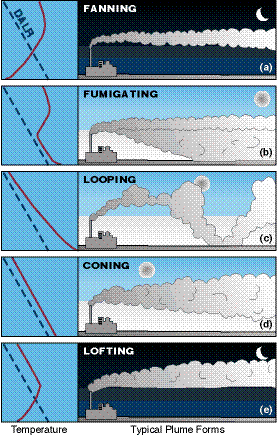 FANNING
DALR
(a)
FUMIGATING
(b)
LOOPING
(c)
CONING
(d)
LOFTING
(e)
Temperature Typical Plume Forms